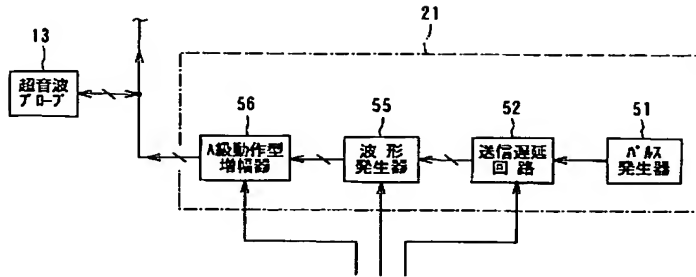 21
13
超音波
プローブ
56
A級動作型
増幅器
55
波形
発生器
52
送信遅延
回路
51
パルス
発生器